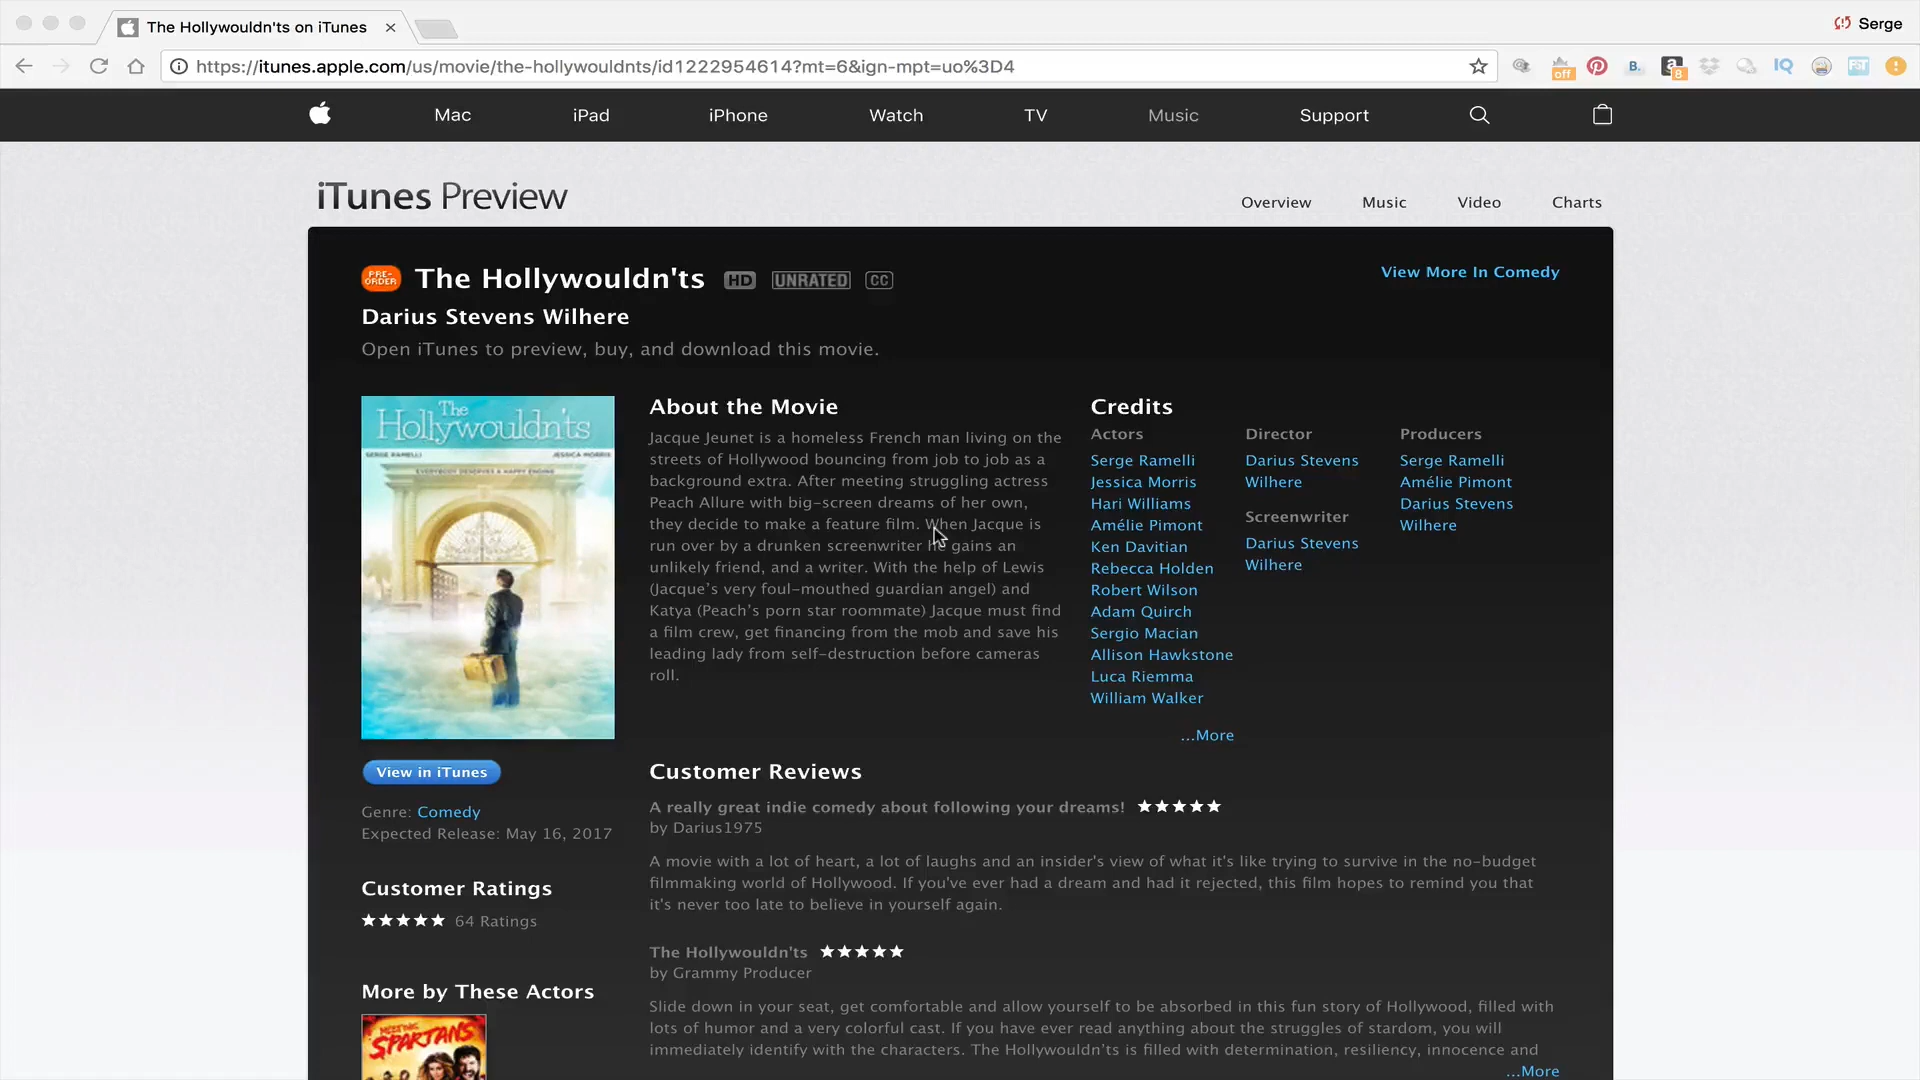 The Hollywouldn'ts on iTunes
Serge
https://itunes.apple.com/us/movie/the-hollywouldnts/id1222954614?mt=6&ign-mpt=uo%3D4
off
B.
a
8
IQ
Mac
iPad
iPhone
Watch
TV
Music
Support
iTunes Preview
Overview
Music
Video
Charts
PRE-ORDER
The Hollywouldn'ts HD UNRATED CC
View More In Comedy
Darius Stevens Wilhere
Open iTunes to preview, buy, and download this movie.
The
Hollywouldnts
SERGE RAMELLI
JESSICA MORRIS
EVERYBODY DESERVES A HAPPY ENDING
View in iTunes
Genre: Comedy
Expected Release: May 16, 2017
Customer Ratings
★★★★★ 64 Ratings
More by These Actors
SPARTANS
About the Movie
Jacque Jeunet is a homeless French man living on the
streets of Hollywood bouncing from job to job as a
background extra. After meeting struggling actress
Peach Allure with big-screen dreams of her own,
they decide to make a feature film. When Jacque is
run over by a drunken screenwriter he gains an
unlikely friend, and a writer. With the help of Lewis
(Jacque’s very foul-mouthed guardian angel) and
Katya (Peach’s porn star roommate) Jacque must find
a film crew, get financing from the mob and save his
leading lady from self-destruction before cameras
roll.
Credits
Actors
Serge Ramelli
Jessica Morris
Hari Williams
Amélie Pimont
Ken Davitian
Rebecca Holden
Robert Wilson
Adam Quirch
Sergio Macian
Allison Hawkstone
Luca Riemma
William Walker
...More
Director
Darius Stevens
Wilhere
Screenwriter
Darius Stevens
Wilhere
Producers
Serge Ramelli
Amélie Pimont
Darius Stevens
Wilhere
Customer Reviews
A really great indie comedy about following your dreams! ★★★★★
by Darius1975
A movie with a lot of heart, a lot of laughs and an insider's view of what it's like trying to survive in the no-budget
filmmaking world of Hollywood. If you've ever had a dream and had it rejected, this film hopes to remind you that
it's never too late to believe in yourself again.
The Hollywouldn'ts ★★★★★
by Grammy Producer
Slide down in your seat, get comfortable and allow yourself to be absorbed in this fun story of Hollywood, filled with
lots of humor and a very colorful cast. If you have ever read anything about the struggles of stardom, you will
immediately identify with the characters. The Hollywouldn’ts is filled with determination, resiliency, innocence and
...More